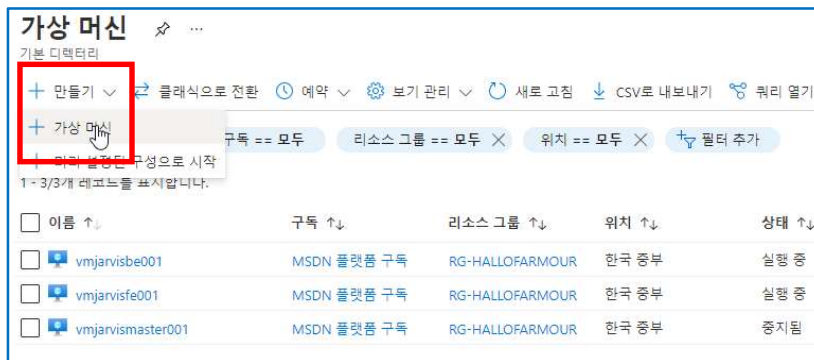 가상 머신 ...
기본 디렉터리
+ 만들기 클래식으로 전환 예약 보기 관리 새로 고침 CSV로 내보내기 쿼리 열기
+ 가상 머신
구독 == 모두 리소스 그룹 == 모두 × 위치 == 모두 × 필터 추가
+ 미리 설정된 구성으로 시작
1 - 3/3개 레코드를 표시합니다.
이름 ↑↓ 구독 ↑↓ 리소스 그룹 ↑↓ 위치 ↑↓ 상태 ↑↓
vmjarvisbe001 MSDN 플랫폼 구독 RG-HALLOFARMOUR 한국 중부 실행 중
vmjarvisfe001 MSDN 플랫폼 구독 RG-HALLOFARMOUR 한국 중부 실행 중
vmjarvismaster001 MSDN 플랫폼 구독 RG-HALLOFARMOUR 한국 중부 중지됨